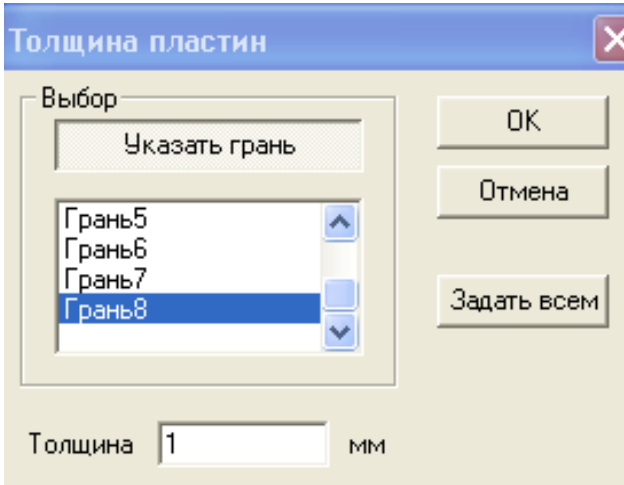 Толщина пластин
Выбор
Указать грань
Грань5
Грань6
Грань7
Грань8
OK
Отмена
Задать всем
Толщина 1 мм